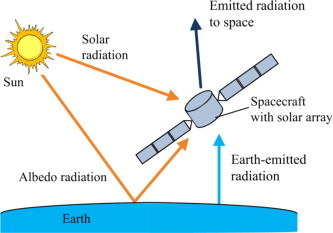 Emitted radiation
to space
Solar
radiation
Sun
Spacecraft
with solar array
Albedo radiation
Earth-emitted
radiation
Earth